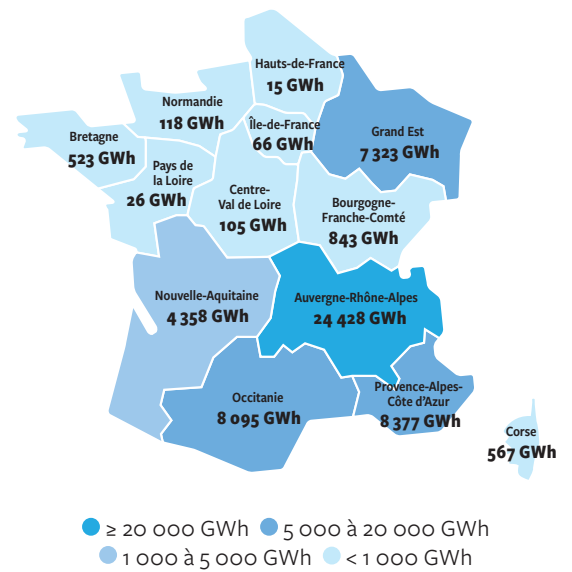 Hauts-de-France
15 GWh
Normandie
118 GWh
Île-de-France
66 GWh
Grand Est
7 323 GWh
Bretagne
523 GWh
Pays de
la Loire
26 GWh
Centre-
Val de Loire
105 GWh
Bourgogne-
Franche-Comté
843 GWh
Nouvelle-Aquitaine
4 358 GWh
Auvergne-Rhône-Alpes
24 428 GWh
Occitanie
8 095 GWh
Provence-Alpes-
Côte d'Azur
8 377 GWh
Corse
567 GWh
≥ 20 000 GWh
5 000 à 20 000 GWh
1 000 à 5 000 GWh
< 1 000 GWh